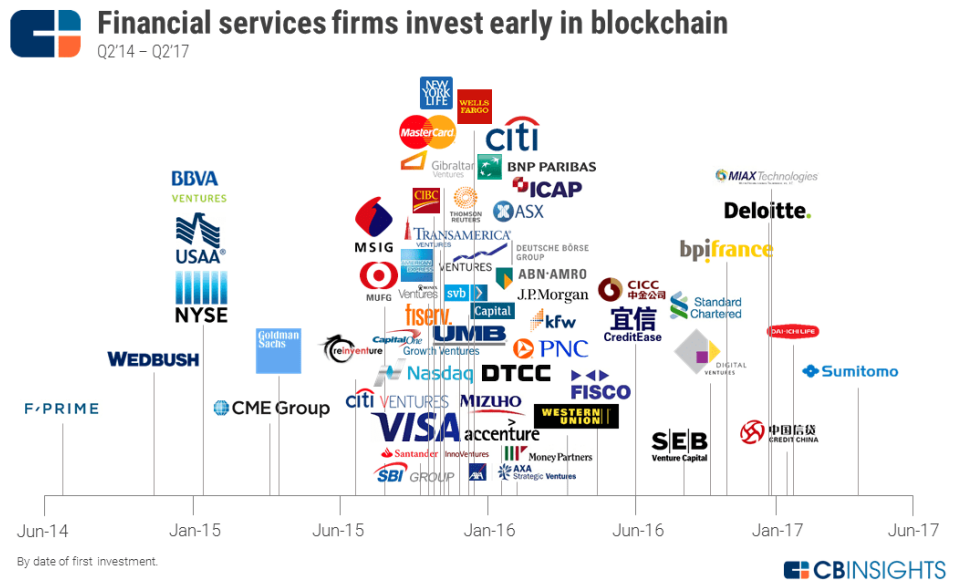 Financial services firms invest early in blockchain
Q2'14 – Q2'17
NEW
YORK
LIFE
WELLS
FARGO
MasterCard
citi
Gibraltar
Ventures
BNP PARIBAS
ICAP
BBVA
VENTURES
CIBC
THOMSON
REUTERS
ASX
MIAX Technologies
Deloitte.
USAA®
MSIG
TRANSAMERICA
VENTURES
VENTURES
DEUTSCHE BÖRSE
GROUP
bpifrance
NYSE
MUFG
AMERICAN
EXPRESS
Ventures
svb
ABN·AMRO
J.P.Morgan
CICC
中金公司
Standard
Chartered
fiserv.
Capital
UMB
kfw
宜信
CreditEase
DAI-ICHI LIFE
WEDBUSH
Goldman
Sachs
reinventure
CapitalOne
Growth Ventures
PNC
DIGITAL
VENTURES
Nasdaq
DTCC
FISCO
Sumitomo
F-PRIME
CME Group
citi VENTURES
MIZUHO
WESTERN
UNION
VISA
accenture
SEB
Venture Capital
中国信贷
CREDIT CHINA
Santander InnoVentures
Money Partners
SBI GROUP
AXA
AXA
Strategic Ventures
Jun-14
Jan-15
Jun-15
Jan-16
Jun-16
Jan-17
Jun-17
By date of first investment.
CBINSIGHTS